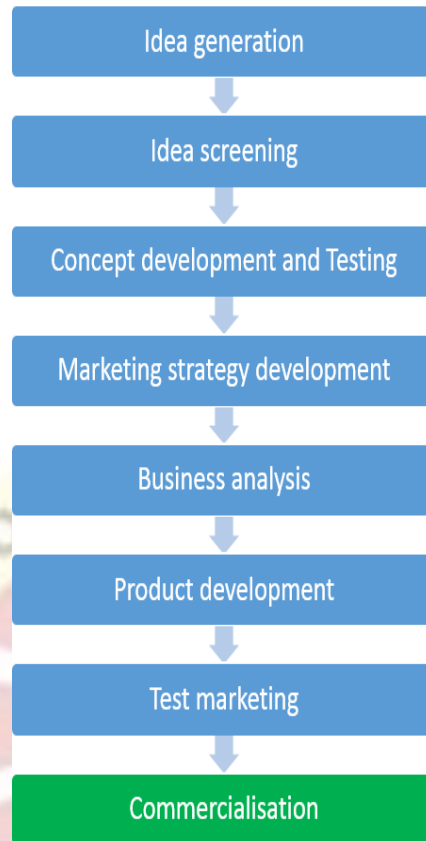 Idea generation
Idea screening
Concept development and Testing
Marketing strategy development
Business analysis
Product development
Test marketing
Commercialisation